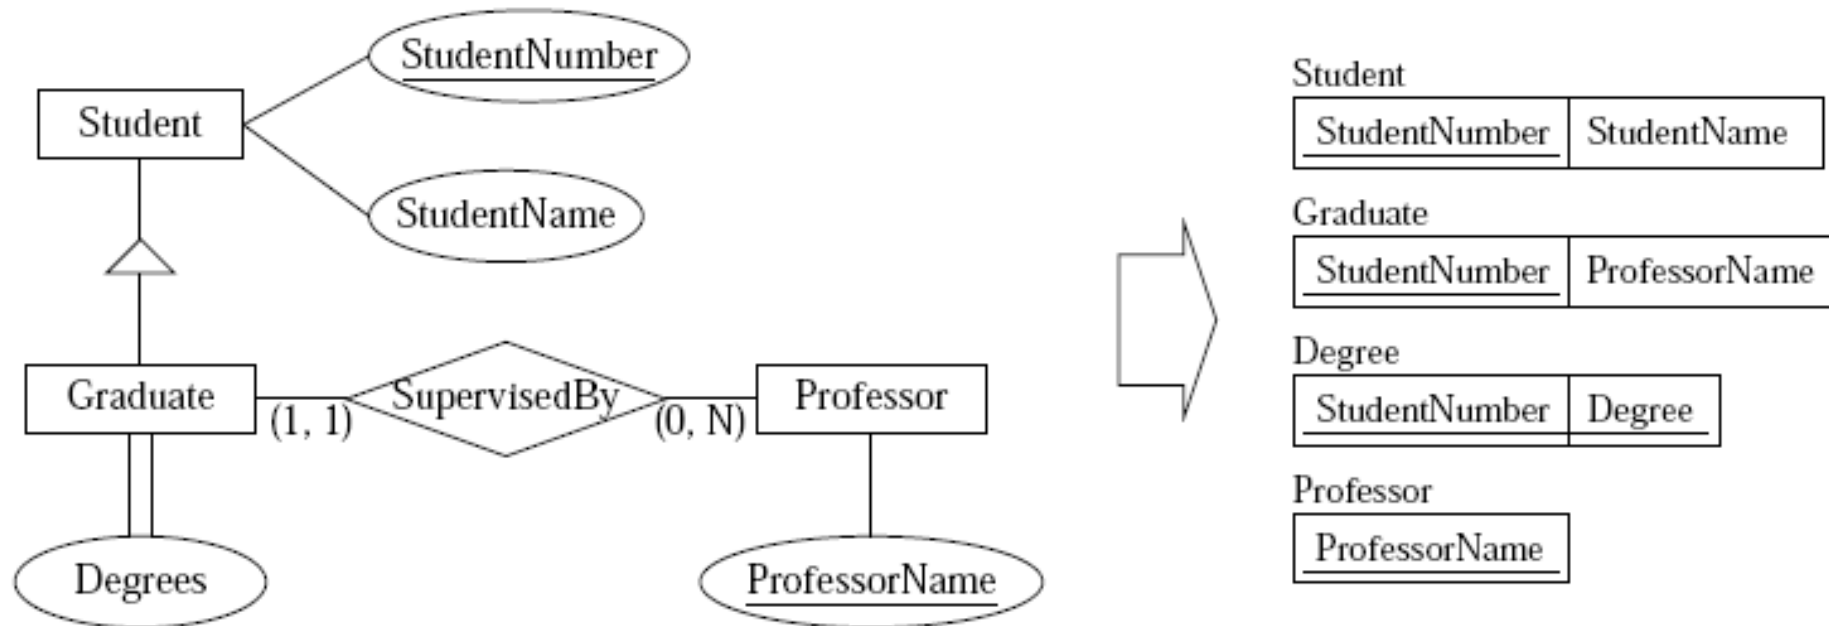 Student
StudentNumber
StudentName
Graduate
(1, 1)
SupervisedBy
(0, N)
Professor
Degrees
ProfessorName
Student
StudentNumber StudentName
Graduate
StudentNumber ProfessorName
Degree
StudentNumber Degree
Professor
ProfessorName